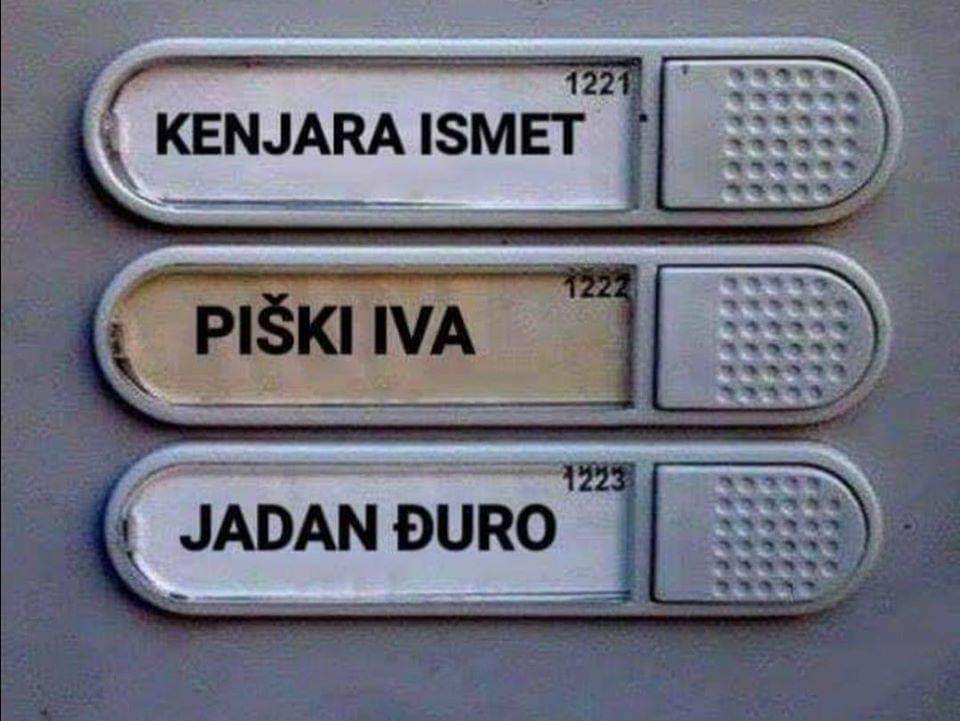 1221
KENJARA ISMET
1222
PIŠKI IVA
1223
JADAN ĐURO